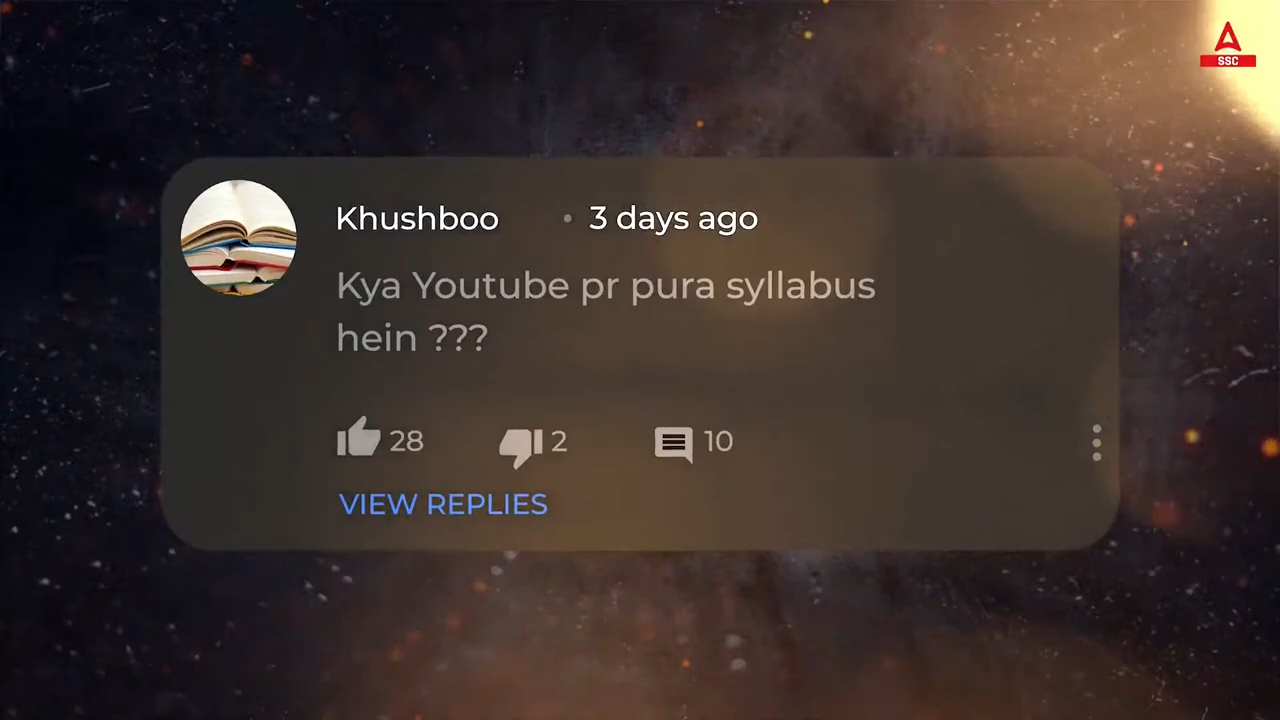 SSC
Khushboo • 3 days ago
Kya Youtube pr pura syllabus
hein ???
28 2 10
VIEW REPLIES